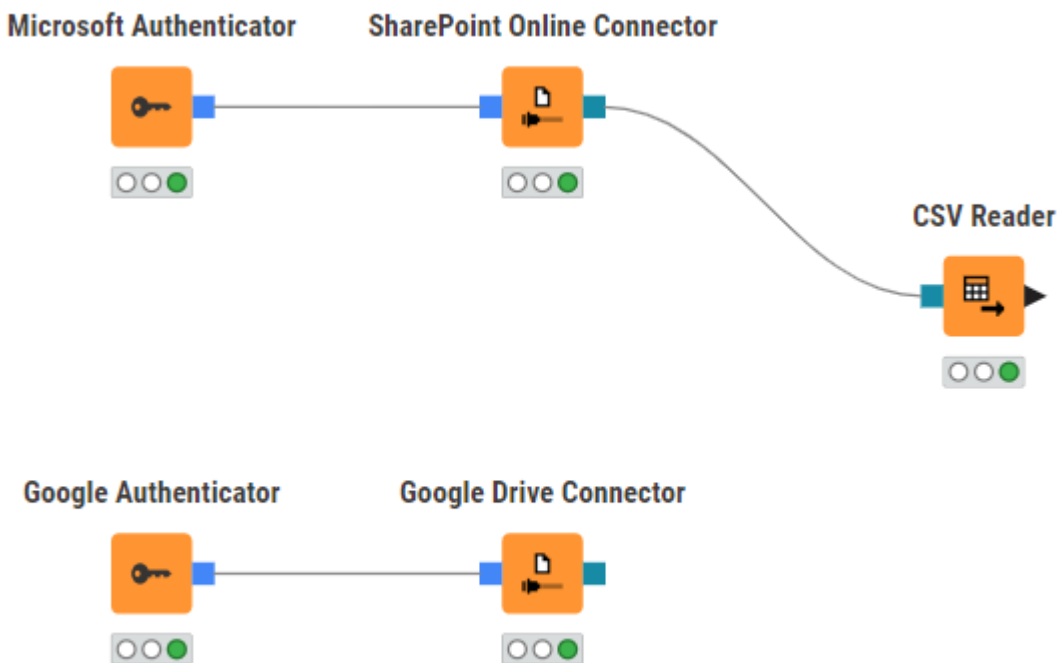 Microsoft Authenticator
SharePoint Online Connector
CSV Reader
Google Authenticator
Google Drive Connector